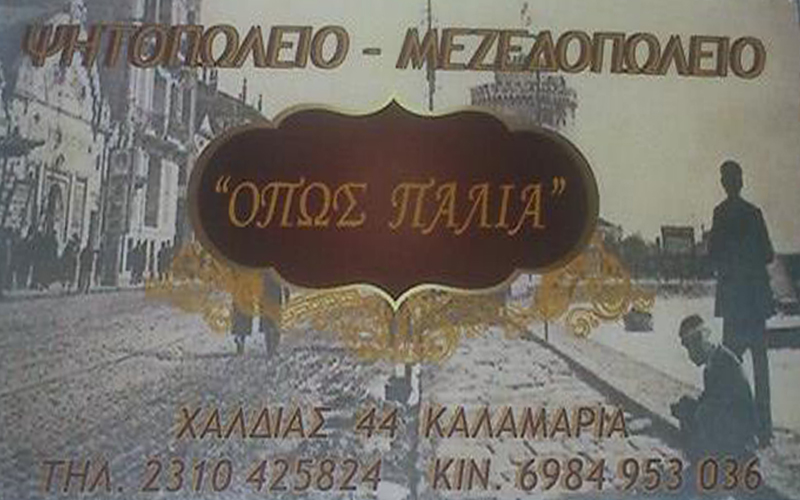 ΨΗΤΟΠΩΛΕΙΟ - ΜΕΖΕΔΟΠΩΛΕΙΟ
“ΟΠΩΣ ΠΑΛΙΑ”
ΧΑΛΔΙΑΣ 44 ΚΑΛΑΜΑΡΙΑ
ΤΗΛ. 2310 425824 ΚΙΝ. 6984 953 036